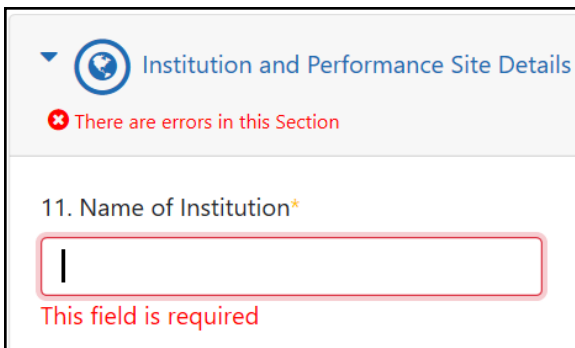 Institution and Performance Site Details
There are errors in this Section
11. Name of Institution*
This field is required